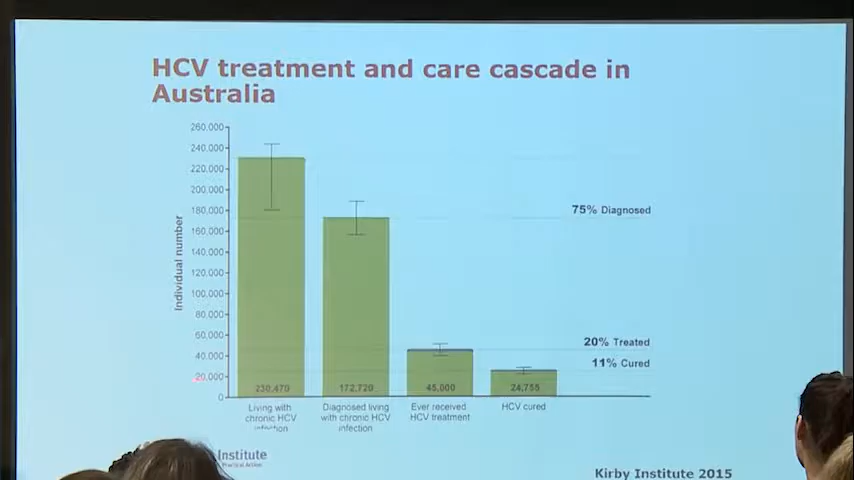 HCV treatment and care cascade in
Australia
260,000
240,000
220,000
200,000
180,000
160,000
140,000
120,000
100,000
80,000
60,000
40,000
20,000
0
Individual number
75% Diagnosed
20% Treated
11% Cured
230,470
172,720
45,000
24,755
Living with
chronic HCV
infection
Diagnosed living
with chronic HCV
infection
Ever received
HCV treatment
HCV cured
Institute
Practical Action
Kirby Institute 2015